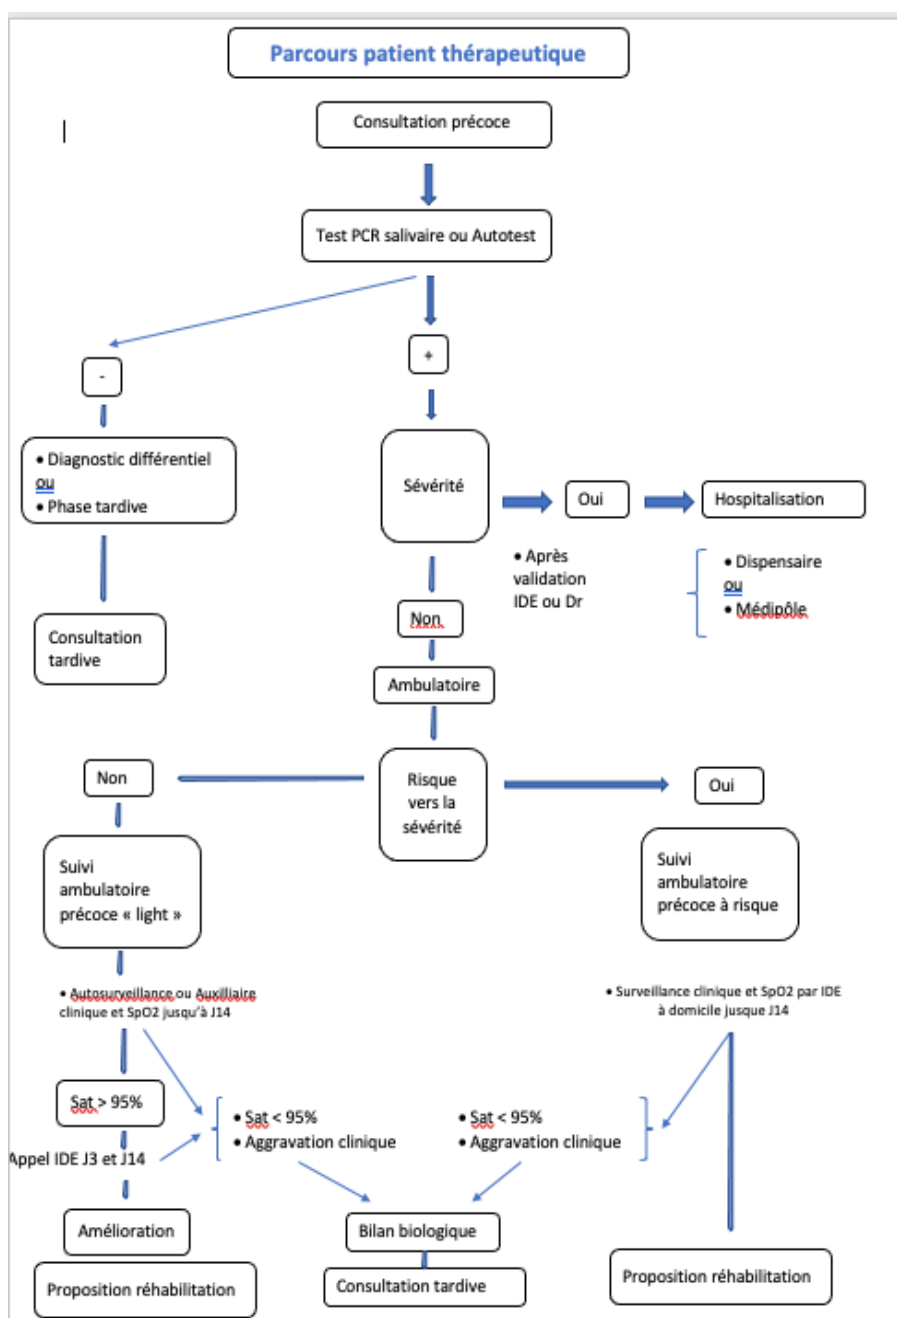 Parcours patient thérapeutique
Consultation précoce
Test PCR salivaire ou Autotest
-
+
• Diagnostic différentiel
ou
• Phase tardive
Sévérité
Oui
Hospitalisation
• Après
validation
IDE ou Dr
• Dispensaire
ou
• Médipôle
Non
Consultation
tardive
Ambulatoire
Non
Risque
vers la
sévérité
Oui
Suivi
ambulatoire
précoce « light »
Suivi
ambulatoire
précoce à risque
• Autosurveillance ou Auxilliaire
clinique et SpO2 jusqu'à J14
• Surveillance clinique et SpO2 par IDE
à domicile jusque J14
Sat > 95%
• Sat < 95%
• Aggravation clinique
• Sat < 95%
• Aggravation clinique
Appel IDE J3 et J14
Amélioration
Bilan biologique
Proposition réhabilitation
Consultation tardive
Proposition réhabilitation